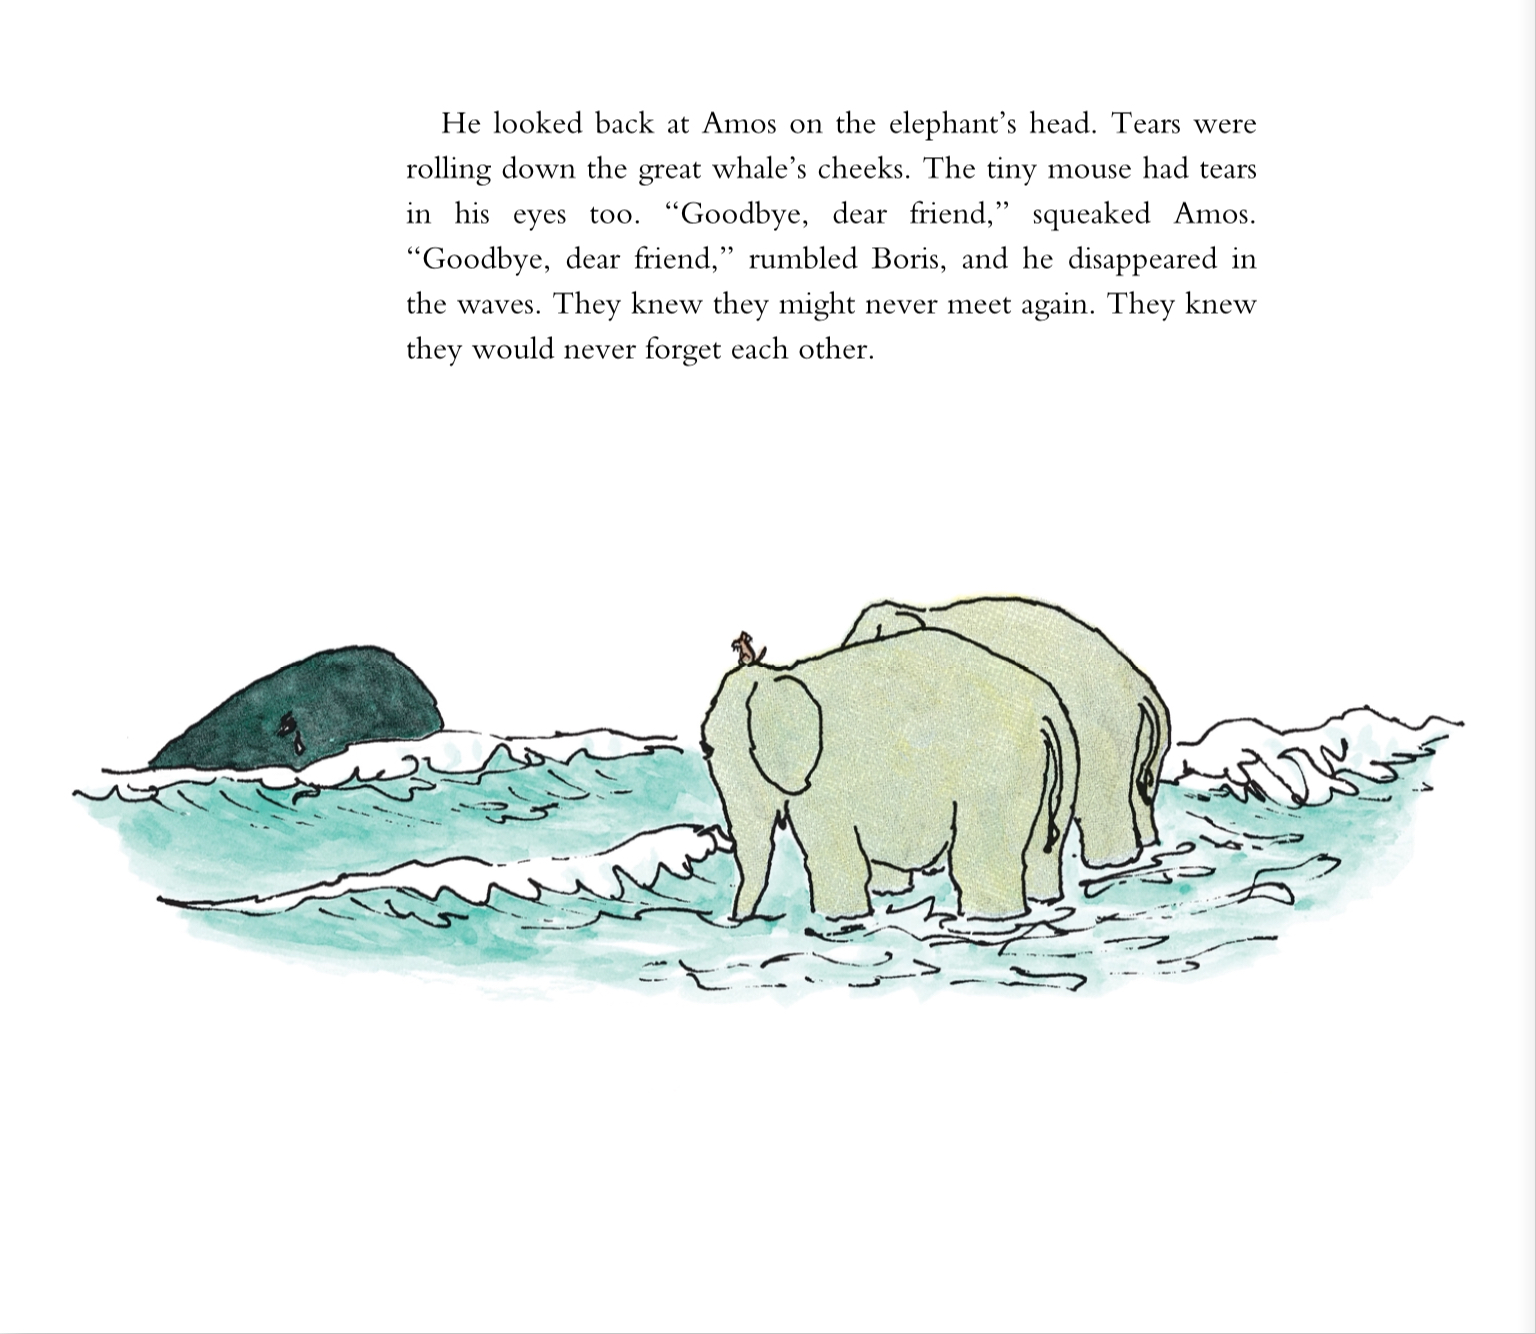 He looked back at Amos on the elephant’s head. Tears were
rolling down the great whale’s cheeks. The tiny mouse had tears
in his eyes too. “Goodbye, dear friend,” squeaked Amos.
“Goodbye, dear friend,” rumbled Boris, and he disappeared in
the waves. They knew they might never meet again. They knew
they would never forget each other.